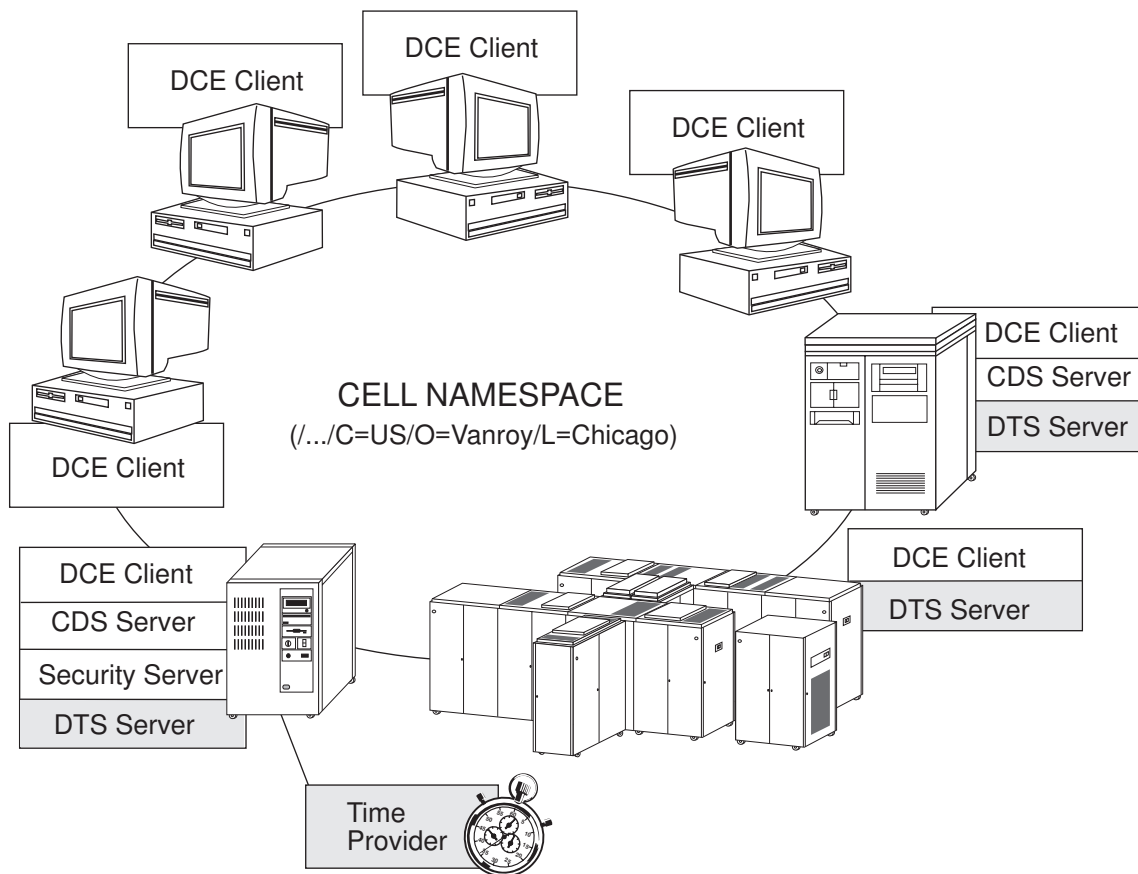 DCE Client
DCE Client
DCE Client
DCE Client
CDS Server
DTS Server
CELL NAMESPACE
(/.../C=US/O=Vanroy/L=Chicago)
DCE Client
DCE Client
DTS Server
DCE Client
CDS Server
Security Server
DTS Server
Time
Provider